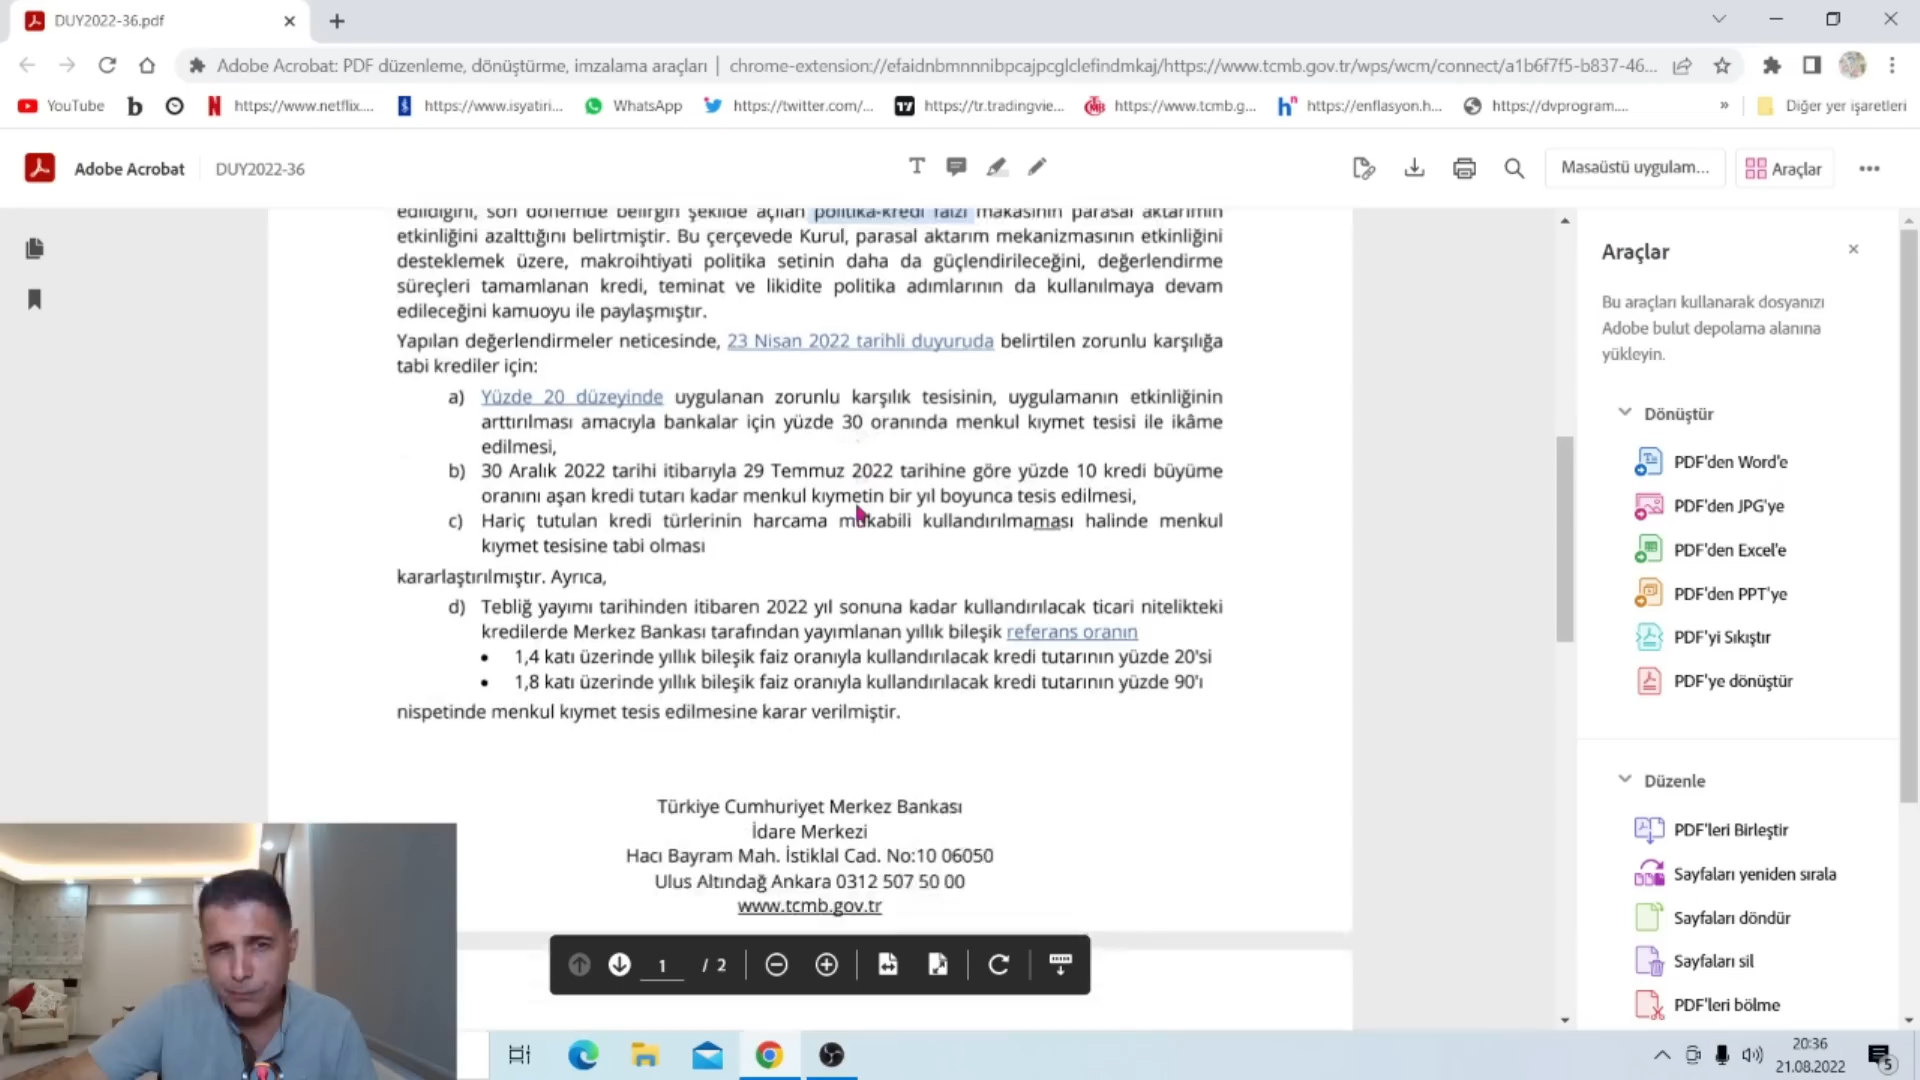 DUY2022-36.pdf
Adobe Acrobat: PDF düzenleme, dönüştürme, imzalama araçları | chrome-extension://efaidnbmnnnibpcajpcglclefindmkaj/https://www.tcmb.gov.tr/wps/wcm/connect/a1b6f7f5-b837-46...
YouTube https://www.netflix.... https://www.isyatiri... WhatsApp https://twitter.com/... https://tr.tradingvie... https://www.tcmb.g... https://enflasyon.h... https://dvprogram.... » Diğer yer işaretleri
Adobe Acrobat DUY2022-36 Masaüstü uygulam... Araçlar
edildiğini, son dönemde belirgin şekilde açılan politika-kredi faizi makasının parasal aktarımın
etkinliğini azalttığını belirtmiştir. Bu çerçevede Kurul, parasal aktarım mekanizmasının etkinliğini
desteklemek üzere, makroihtiyati politika setinin daha da güçlendirileceğini, değerlendirme
süreçleri tamamlanan kredi, teminat ve likidite politika adımlarının da kullanılmaya devam
edileceğini kamuoyu ile paylaşmıştır.
Yapılan değerlendirmeler neticesinde, 23 Nisan 2022 tarihli duyuruda belirtilen zorunlu karşılığa
tabi krediler için:
a) Yüzde 20 düzeyinde uygulanan zorunlu karşılık tesisinin, uygulamanın etkinliğinin
arttırılması amacıyla bankalar için yüzde 30 oranında menkul kıymet tesisi ile ikâme
edilmesi,
b) 30 Aralık 2022 tarihi itibarıyla 29 Temmuz 2022 tarihine göre yüzde 10 kredi büyüme
oranını aşan kredi tutarı kadar menkul kıymetin bir yıl boyunca tesis edilmesi,
c) Hariç tutulan kredi türlerinin harcama mukabili kullandırılmaması halinde menkul
kıymet tesisine tabi olması
kararlaştırılmıştır. Ayrıca,
d) Tebliğ yayımı tarihinden itibaren 2022 yıl sonuna kadar kullandırılacak ticari nitelikteki
kredilerde Merkez Bankası tarafından yayımlanan yıllık bileşik referans oranın
• 1,4 katı üzerinde yıllık bileşik faiz oranıyla kullandırılacak kredi tutarının yüzde 20'si
• 1,8 katı üzerinde yıllık bileşik faiz oranıyla kullandırılacak kredi tutarının yüzde 90'ı
nispetinde menkul kıymet tesis edilmesine karar verilmiştir.
Türkiye Cumhuriyet Merkez Bankası
İdare Merkezi
Hacı Bayram Mah. İstiklal Cad. No:10 06050
Ulus Altındağ Ankara 0312 507 50 00
www.tcmb.gov.tr
1 / 2
Araçlar
Bu araçları kullanarak dosyanızı
Adobe bulut depolama alanına
yükleyin.
Dönüştür
PDF'den Word'e
PDF'den JPG'ye
PDF'den Excel'e
PDF'den PPT'ye
PDF'yi Sıkıştır
PDF'ye dönüştür
Düzenle
PDF'leri Birleştir
Sayfaları yeniden sırala
Sayfaları döndür
Sayfaları sil
PDF'leri bölme
20:36
21.08.2022
5